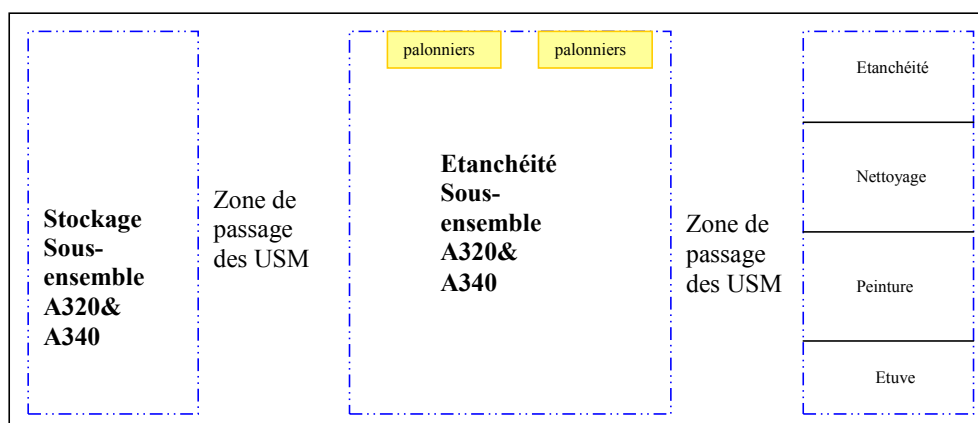 Stockage
Sous-
ensemble
A320&
A340
Zone de
passage
des USM
palonniers
palonniers
Etanchéité
Sous-
ensemble
A320&
A340
Zone de
passage
des USM
Etanchéité
Nettoyage
Peinture
Etuve